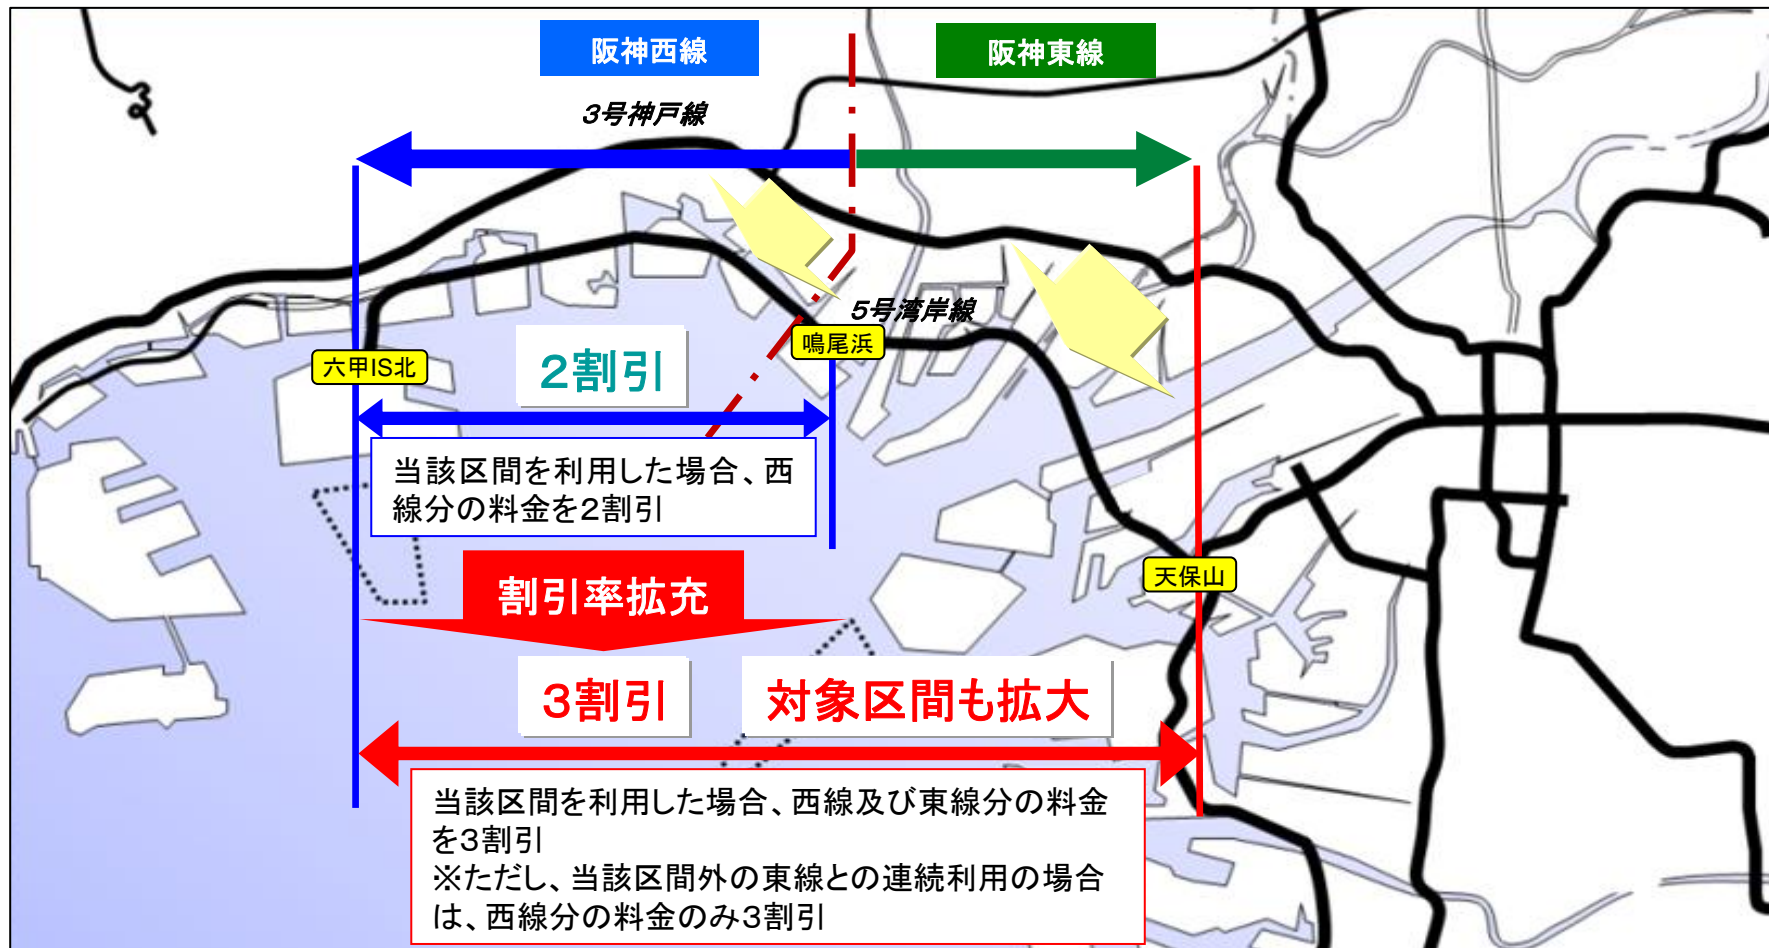 阪神西線
阪神東線
3号神戸線
5号湾岸線
鳴尾浜
六甲IS北
2割引
当該区間を利用した場合、西
線分の料金を2割引
天保山
割引率拡充
3割引
対象区間も拡大
当該区間を利用した場合、西線及び東線分の料金
を3割引
※ただし、当該区間外の東線との連続利用の場合
は、西線分の料金のみ3割引